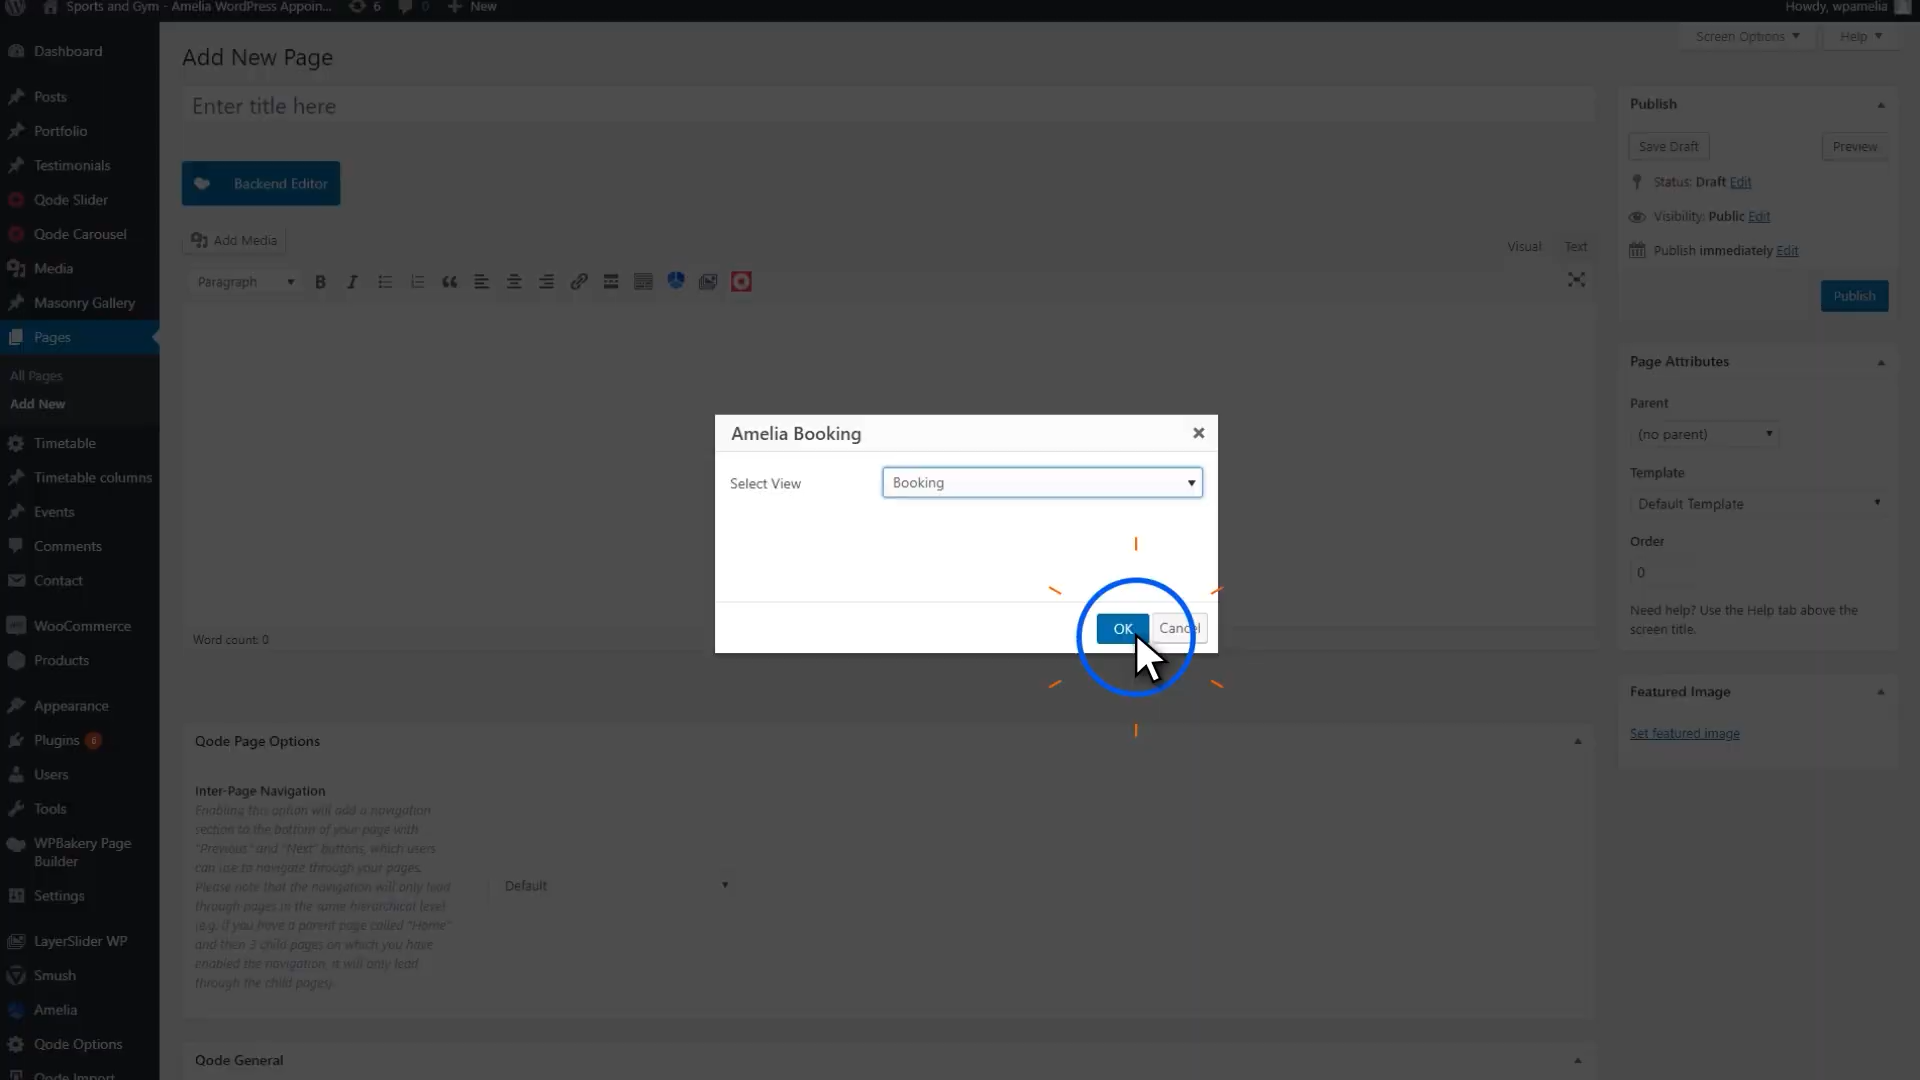 Sports and Gym - Amelia WordPress Appoin... 6 0 New Howdy, wpamelia
Screen Options Help
Dashboard
Posts
Portfolio
Testimonials
Qode Slider
Qode Carousel
Media
Masonry Gallery
Pages
All Pages
Add New
Timetable
Timetable columns
Events
Comments
Contact
WooCommerce
Products
Appearance
Plugins 6
Users
Tools
WPBakery Page
Builder
Settings
LayerSlider WP
Smush
Amelia
Qode Options
Qode Import
Add New Page
Enter title here
Backend Editor
Add Media
Visual Text
Paragraph B I
Word count: 0
Amelia Booking
Select View Booking
OK Cancel
Qode Page Options
Inter-Page Navigation
Enabling this option will add a navigation
section to the bottom of your page with
"Previous" and "Next" buttons, which users
can use to navigate through your pages.
Please note that the navigation will only lead
through pages in the same hierarchical level
(e.g. if you have a parent page called "Home"
and then 3 child pages on which you have
enabled the navigation, it will only lead
through the child pages).
Default
Qode General
Publish
Save Draft Preview
Status: Draft Edit
Visibility: Public Edit
Publish immediately Edit
Publish
Page Attributes
Parent
(no parent)
Template
Default Template
Order
0
Need help? Use the Help tab above the
screen title.
Featured Image
Set featured image